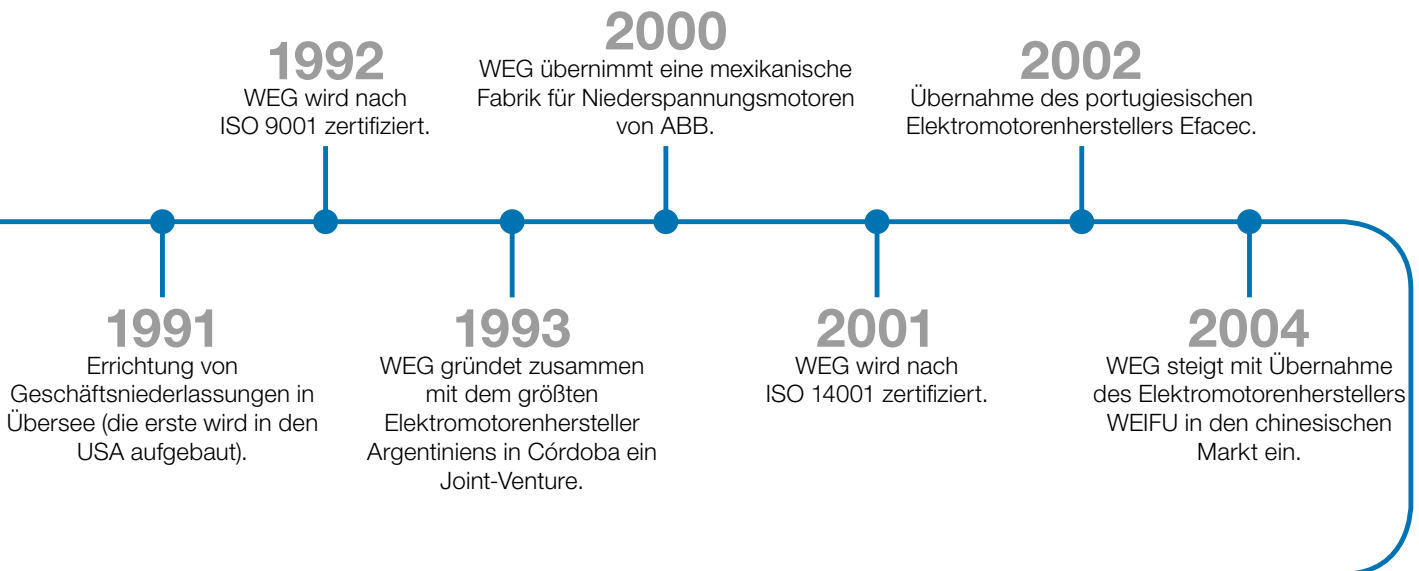 1992
WEG wird nach
ISO 9001 zertifiziert.
2000
WEG übernimmt eine mexikanische
Fabrik für Niederspannungsmotoren
von ABB.
2002
Übernahme des portugiesischen
Elektromotorenherstellers Efacec.
1991
Errichtung von
Geschäftsniederlassungen in
Übersee (die erste wird in den
USA aufgebaut).
1993
WEG gründet zusammen
mit dem größten
Elektromotorenhersteller
Argentiniens in Córdoba ein
Joint-Venture.
2001
WEG wird nach
ISO 14001 zertifiziert.
2004
WEG steigt mit Übernahme
des Elektromotorenherstellers
WEIFU in den chinesischen
Markt ein.